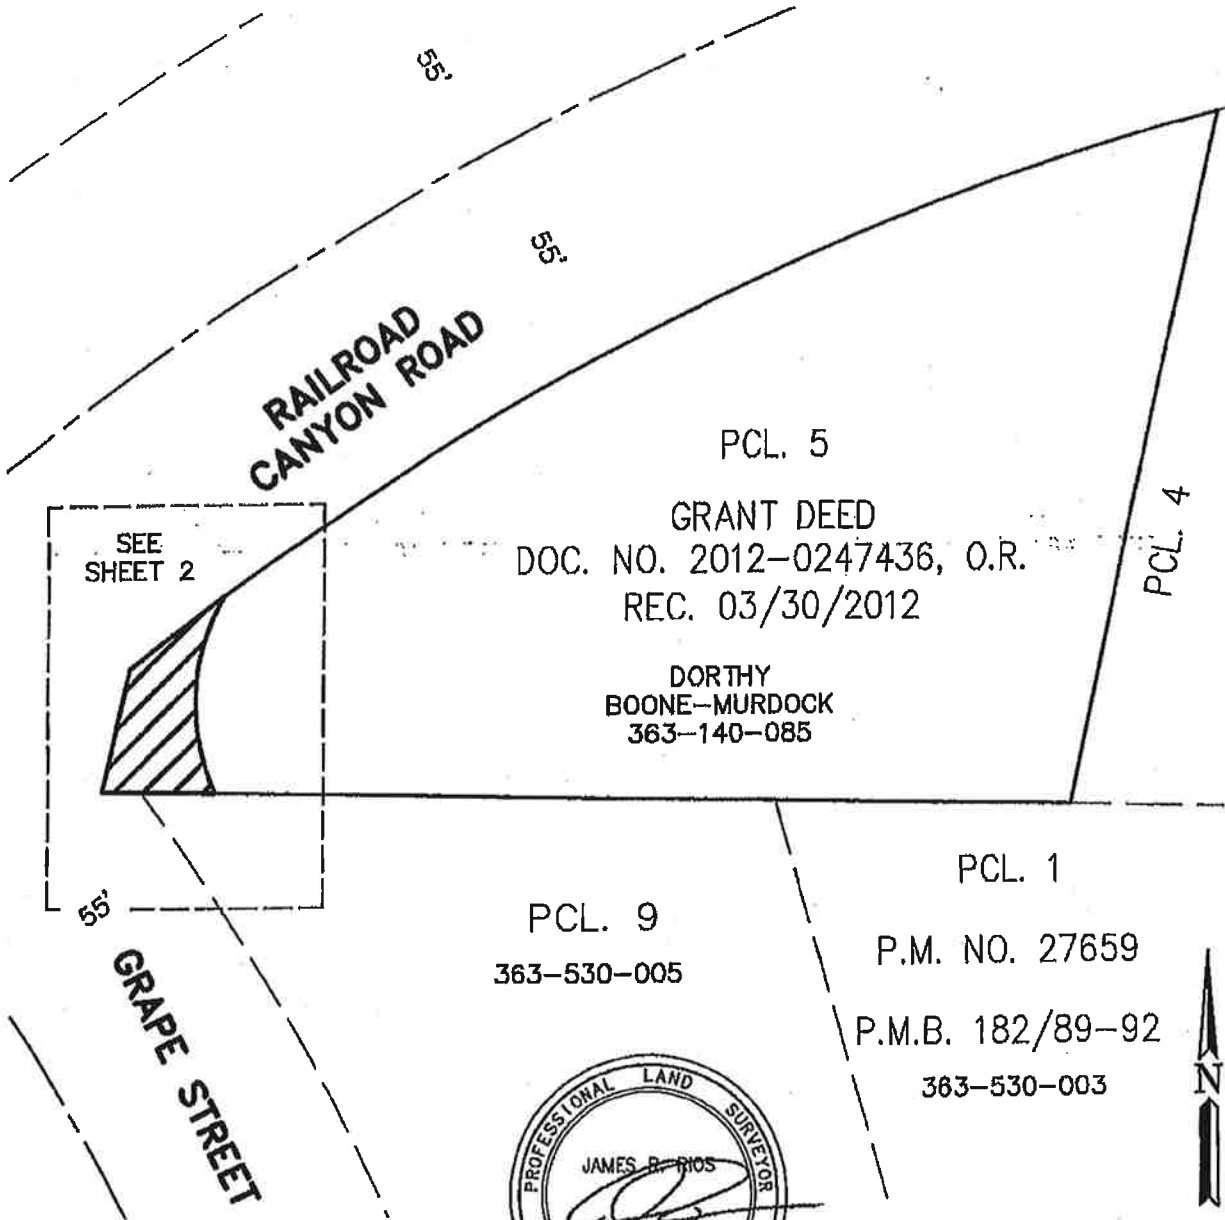 55'
55'
RAILROAD
CANYON ROAD
PCL. 5
GRANT DEED
DOC. NO. 2012-0247436, O.R.
REC. 03/30/2012
DORTHY
BOONE-MURDOCK
363-140-085
PCL. 4
SEE
SHEET 2
55'
GRAPE STREET
PCL. 9
363-530-005
PCL. 1
P.M. NO. 27659
P.M.B. 182/89-92
363-530-003
N
PROFESSIONAL LAND SURVEYOR
JAMES R. RIOS